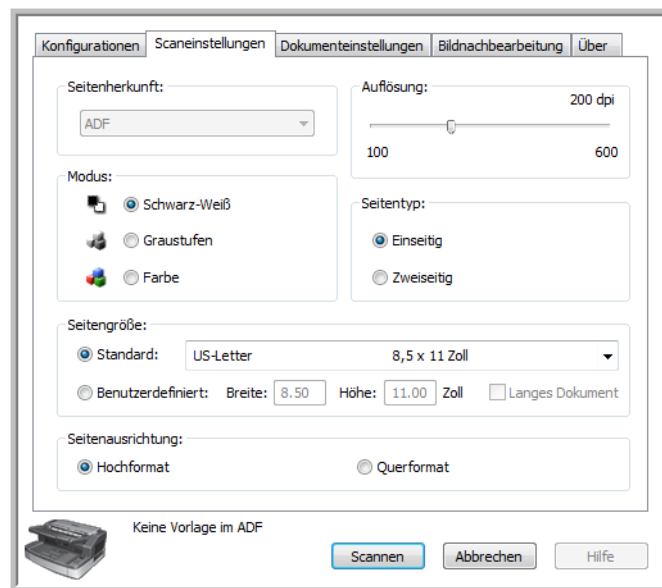 Konfigurationen Scaneinstellungen Dokumenteinstellungen Bildnachbearbeitung Über
Seitenherkunft:
ADF
Auflösung:
200 dpi
100 600
Modus:
Schwarz-Weiß
Graustufen
Farbe
Seitentyp:
Einseitig
Zweiseitig
Seitengröße:
Standard: US-Letter 8,5 x 11 Zoll
Benutzerdefiniert: Breite: 8.50 Höhe: 11.00 Zoll Langes Dokument
Seitenausrichtung:
Hochformat Querformat
Keine Vorlage im ADF
Scannen Abbrechen Hilfe